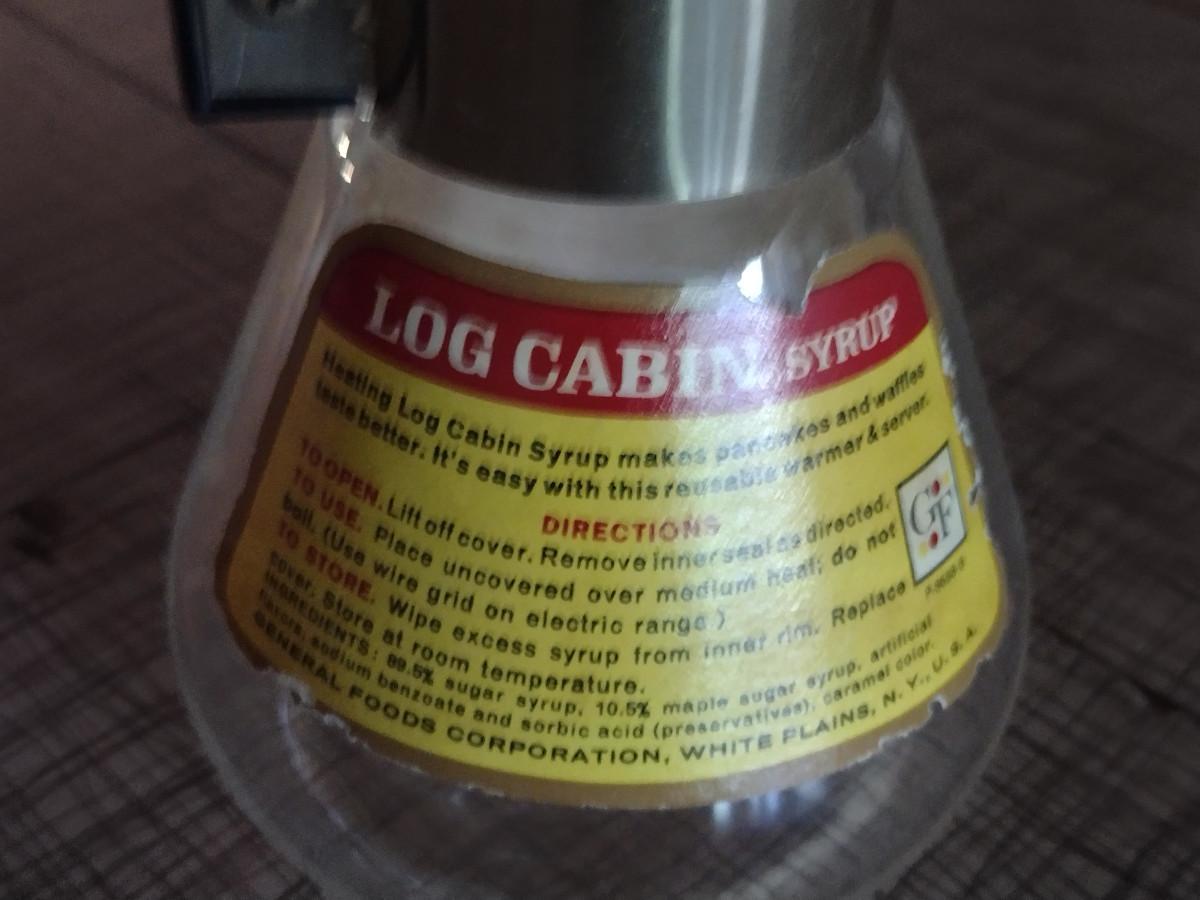 LOG CABIN SYRUP
Heating Log Cabin Syrup makes pancakes and waffles
taste better. It's easy with this reusable warmer & server.
DIRECTIONS
TO OPEN. Lift off cover. Remove inner seal as directed.
TO USE. Place uncovered over medium heat; do not
boil. (Use wire grid on electric range.)
TO STORE. Wipe excess syrup from inner rim. Replace
cover. Store at room temperature.
INGREDIENTS: 89.5% sugar syrup, 10.5% maple sugar syrup, artificial
flavors, sodium benzoate and sorbic acid (preservatives), caramel color.
GENERAL FOODS CORPORATION, WHITE PLAINS, N.Y., U.S.A.
GF